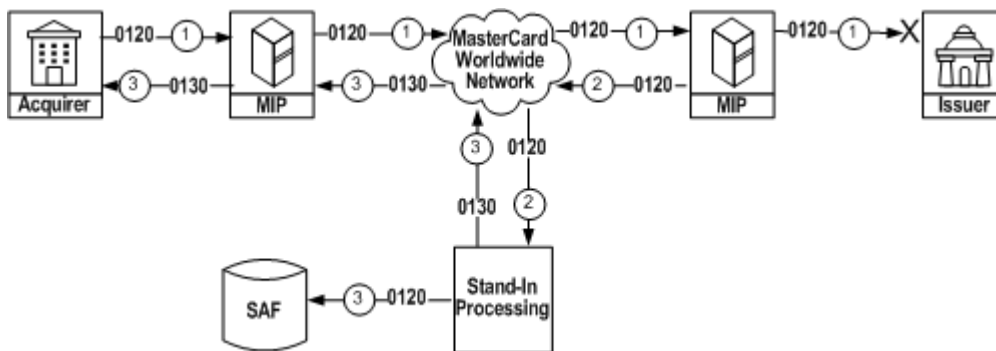 0120 1 0120 1 MasterCard 0120 1 0120 1 X
Worldwide
3 0130 3 0130 Network 2 0120
Acquirer MIP MIP Issuer
3 0120
0130 2
SAF 3 0120 Stand-In
Processing